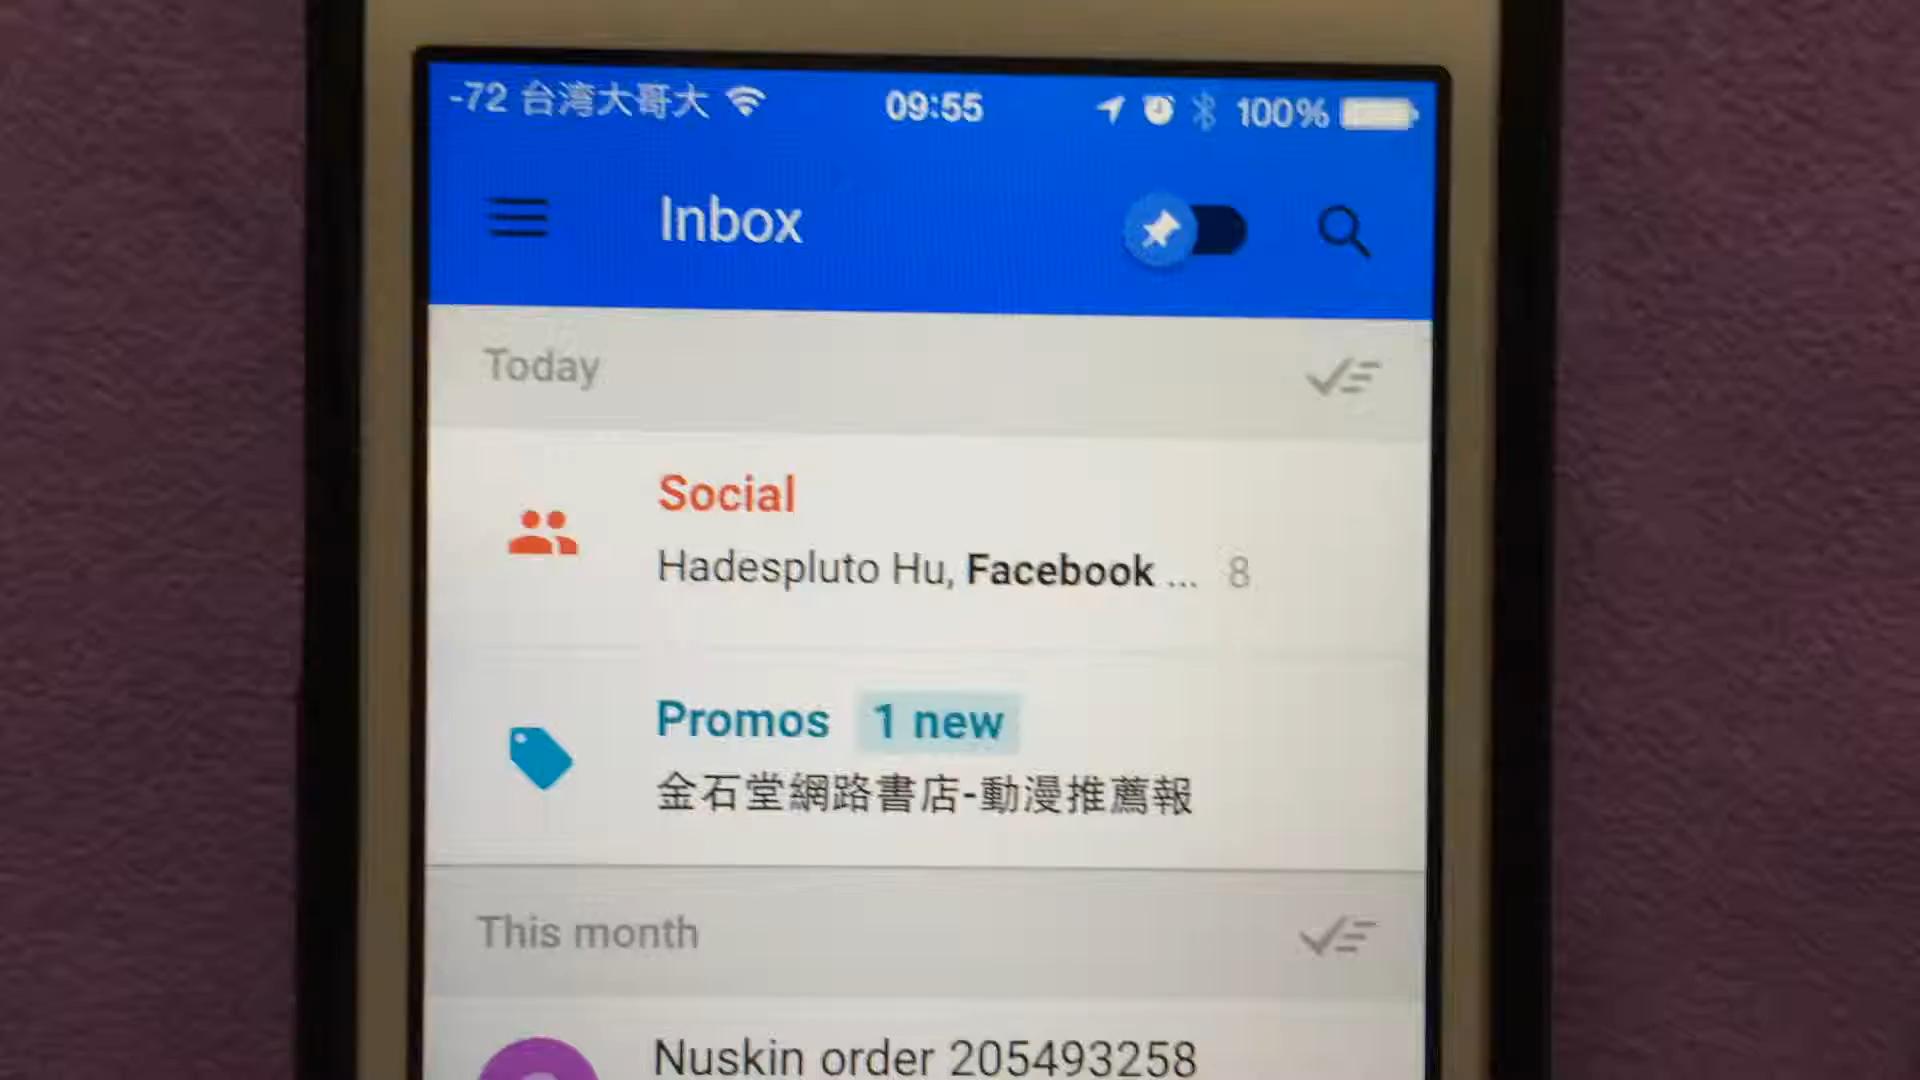 -72 台湾大哥大 09:55 100%
Inbox
Today
Social
Hadespluto Hu, Facebook ... 8
Promos 1 new
金石堂網路書店-動漫推薦報
This month
Nuskin order 205493258